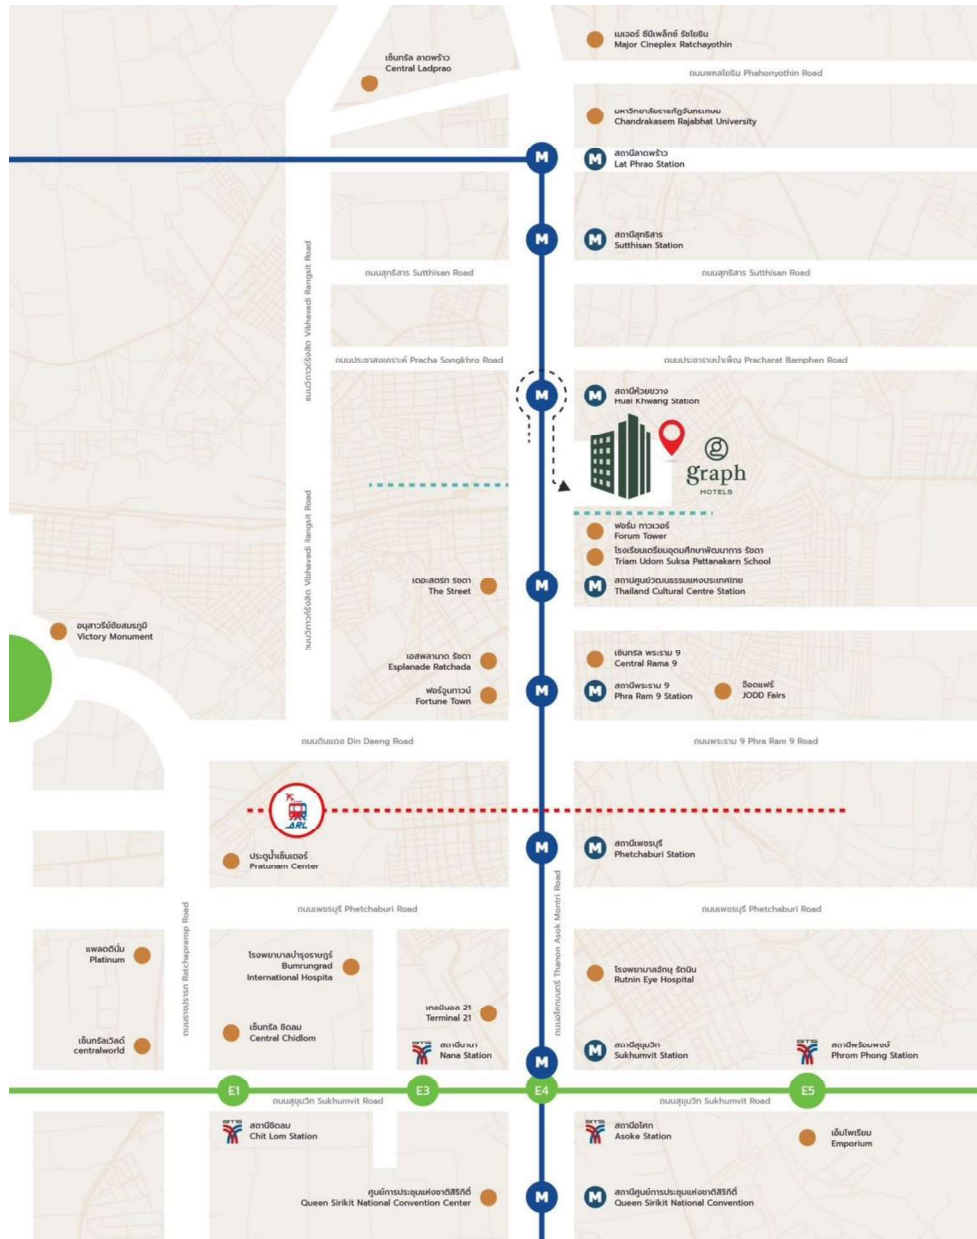 เมเจอร์ ซีนีเพล็กซ์ รัชโยธิน
Major Cineplex Ratchayothin
เซ็นทรัล ลาดพร้าว
Central Ladprao
ถนนพหลโยธิน Phahonyothin Road
มหาวิทยาลัยราชภัฏจันทรเกษม
Chandrakasem Rajabhat University
M
M
สถานีลาดพร้าว
Lat Phrao Station
M
M
สถานีสุทธิสาร
Sutthisan Station
ถนนสุทธิสาร Sutthisan Road
ถนนสุทธิสาร Sutthisan Road
ถนนวิภาวดีรังสิต Vibhavadi Rangsit Road
ถนนประชาสงเคราะห์ Pracha Songkhro Road
ถนนประชาราษบำเพ็ญ Pracharat Bamphen Road
M
M
สถานีห้วยขวาง
Huai Khwang Station
g
graph
HOTELS
ถนนวิภาวดีรังสิต Vibhavadi Rangsit Road
ฟอรั่ม ทาวเวอร์
Forum Tower
โรงเรียนเตรียมอุดมศึกษาพัฒนาการ รัชดา
Triam Udom Suksa Pattanakarn School
เดอะสตรีท รัชดา
The Street
M
M
สถานีศูนย์วัฒนธรรมแห่งประเทศไทย
Thailand Cultural Centre Station
อนุสาวรีย์ชัยสมรภูมิ
Victory Monument
เอสพลานาด รัชดา
Esplanade Ratchada
เซ็นทรัล พระราม 9
Central Rama 9
ฟอร์จูนทาวน์
Fortune Town
M
M
สถานีพระราม 9
Phra Ram 9 Station
จ๊อดแฟร์
JODD Fairs
ถนนดินแดง Din Daeng Road
ถนนพระราม 9 Phra Ram 9 Road
ARL
ประตูน้ำเซ็นเตอร์
Pratunam Center
M
M
สถานีเพชรบุรี
Phetchaburi Station
ถนนเพชรบุรี Phetchaburi Road
ถนนเพชรบุรี Phetchaburi Road
ถนนราชปรารภ Ratchaprarop Road
ถนนอโศกมนตรี Thanon Asok Montri Road
แพลตตินั่ม
Platinum
โรงพยาบาลบำรุงราษฎร์
Bumrungrad
International Hospita
โรงพยาบาลจักษุ รัตนิน
Rutnin Eye Hospital
เทอมินอล 21
Terminal 21
เซ็นทรัลเวิลด์
centralworld
เซ็นทรัล ชิดลม
Central Chidlom
BTS
สถานีนานา
Nana Station
M
M
สถานีสุขุมวิท
Sukhumvit Station
BTS
สถานีพร้อมพงษ์
Phrom Phong Station
E1
E3
E4
E5
ถนนสุขุมวิท Sukhumvit Road
ถนนสุขุมวิท Sukhumvit Road
BTS
สถานีชิดลม
Chit Lom Station
BTS
สถานีอโศก
Asoke Station
เอ็มโพเรียม
Emporium
ศูนย์การประชุมแห่งชาติสิริกิติ์
Queen Sirikit National Convention Center
M
M
สถานีศูนย์การประชุมแห่งชาติสิริกิติ์
Queen Sirikit National Convention